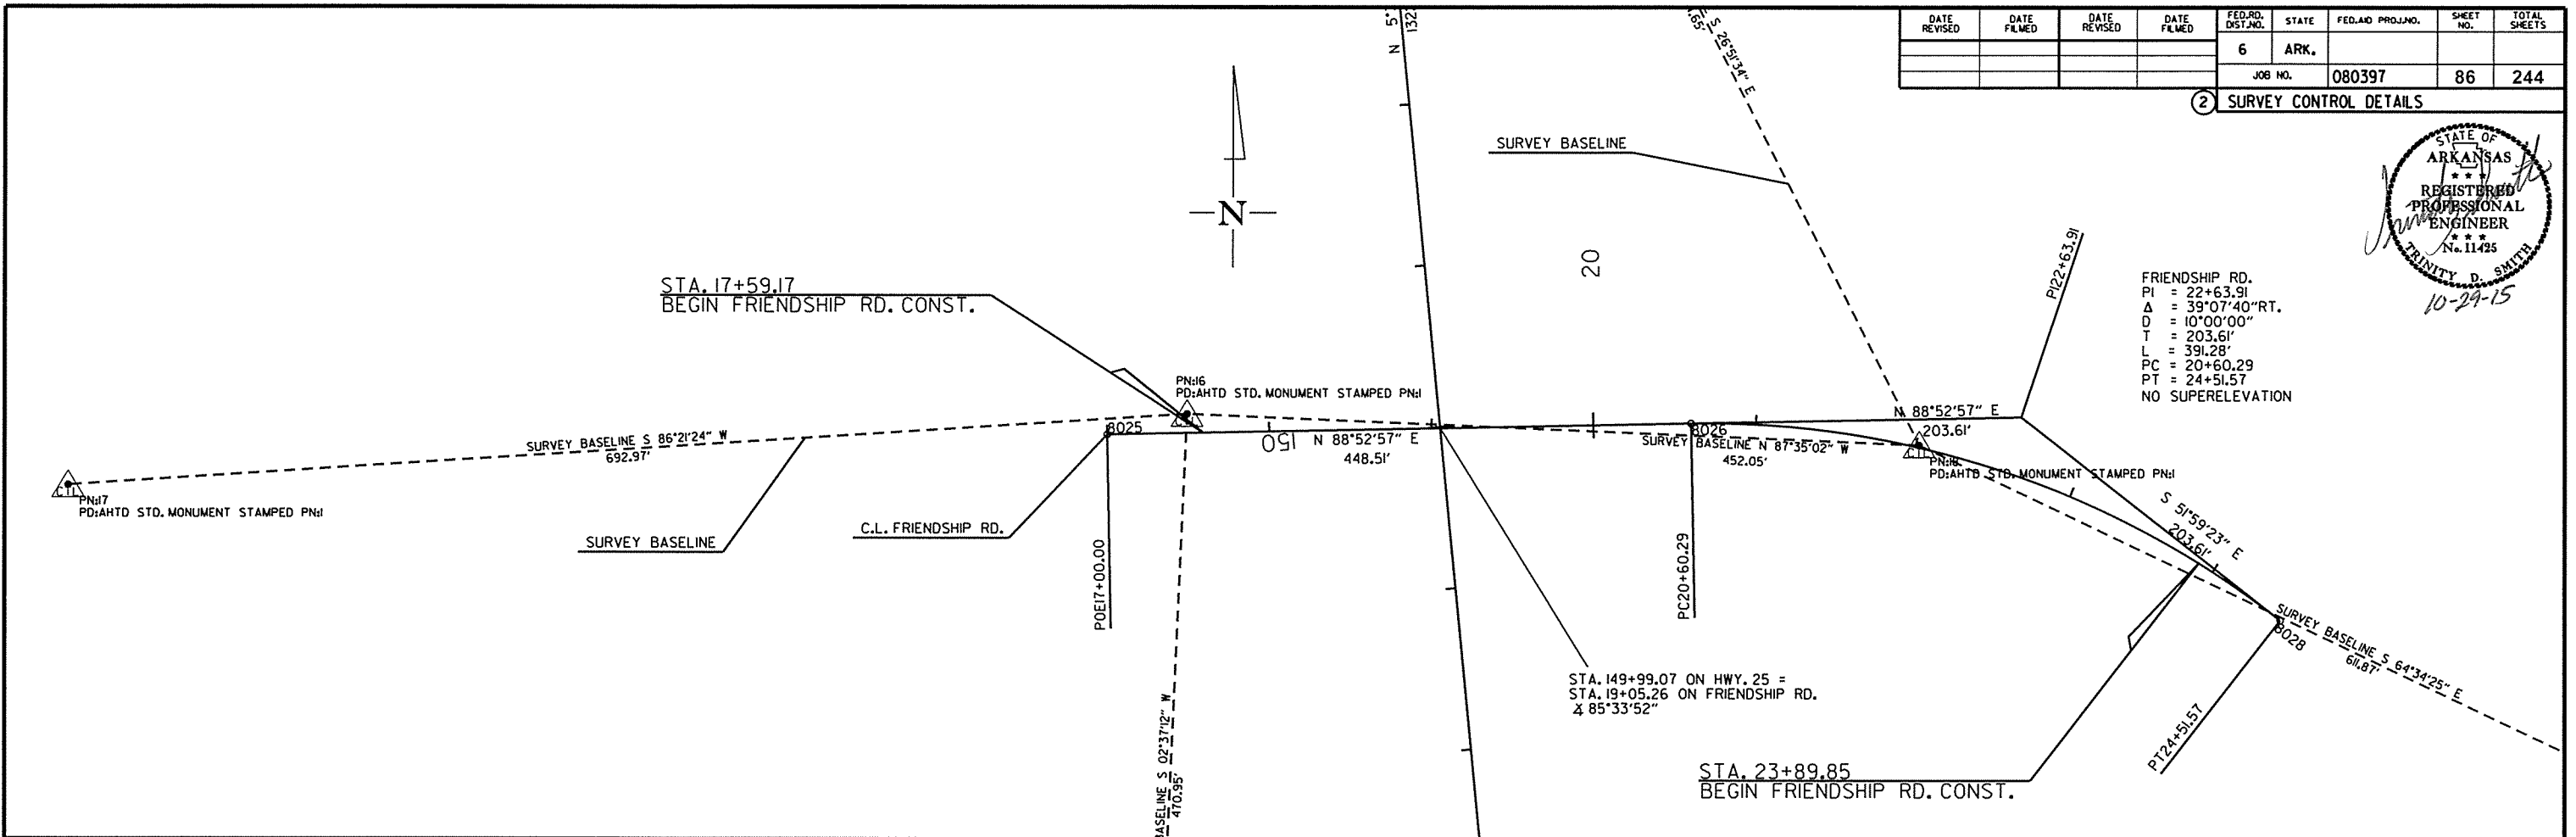 DATE REVISED
DATE FILMED
DATE REVISED
DATE FILMED
FED.RD. DIST.NO.
STATE
FED.AID PROJ.NO.
SHEET NO.
TOTAL SHEETS
6
ARK.
JOB NO.
080397
86
244
2
SURVEY CONTROL DETAILS
STATE OF
ARKANSAS
REGISTERED
PROFESSIONAL
ENGINEER
No. 11425
TRINITY D. SMITH
10-29-15
N 5°
132
65'
S 26°51'34" E
SURVEY BASELINE
N
20
STA. 17+59.17
BEGIN FRIENDSHIP RD. CONST.
PI22+63.91
FRIENDSHIP RD.
PI = 22+63.91
Δ = 39°07'40"RT.
D = 10°00'00"
T = 203.61'
L = 391.28'
PC = 20+60.29
PT = 24+51.57
NO SUPERELEVATION
PN:16
PD:AHTD STD. MONUMENT STAMPED PN:1
CTL
8025
SURVEY BASELINE S 86°21'24" W
692.97'
150
N 88°52'57" E
448.51'
8026
SURVEY BASELINE N 87°35'02" W
452.05'
N 88°52'57" E
203.61'
CTL
PN:18
PD:AHTD STD. MONUMENT STAMPED PN:1
CTL
PN:17
PD:AHTD STD. MONUMENT STAMPED PN:1
SURVEY BASELINE
C.L. FRIENDSHIP RD.
POE17+00.00
PC20+60.29
S 51°59'23" E
203.61'
8028
SURVEY BASELINE S 64°34'25" E
611.87'
PT24+51.57
STA. 149+99.07 ON HWY. 25 =
STA. 19+05.26 ON FRIENDSHIP RD.
∡ 85°33'52"
BASELINE S 02°37'12" W
470.95'
STA. 23+89.85
BEGIN FRIENDSHIP RD. CONST.